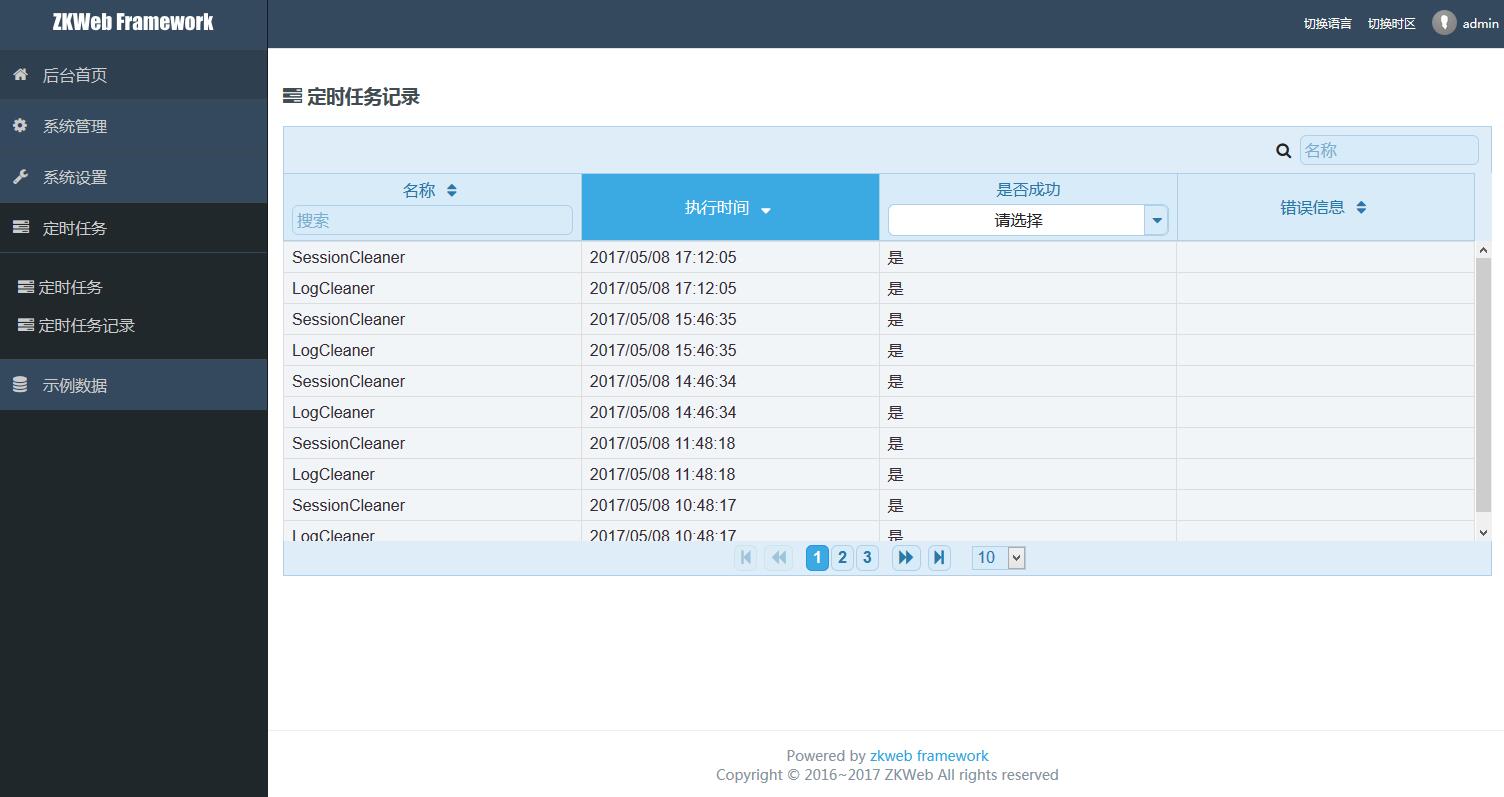 ZKWeb Framework
切换语言 切换时区 admin
后台首页
系统管理
系统设置
定时任务
定时任务
定时任务记录
示例数据
定时任务记录
名称
名称 执行时间 是否成功 错误信息
搜索 请选择
SessionCleaner 2017/05/08 17:12:05 是
LogCleaner 2017/05/08 17:12:05 是
SessionCleaner 2017/05/08 15:46:35 是
LogCleaner 2017/05/08 15:46:35 是
SessionCleaner 2017/05/08 14:46:34 是
LogCleaner 2017/05/08 14:46:34 是
SessionCleaner 2017/05/08 11:48:18 是
LogCleaner 2017/05/08 11:48:18 是
SessionCleaner 2017/05/08 10:48:17 是
LogCleaner 2017/05/08 10:48:17 是
1 2 3 10
Powered by zkweb framework
Copyright © 2016~2017 ZKWeb All rights reserved